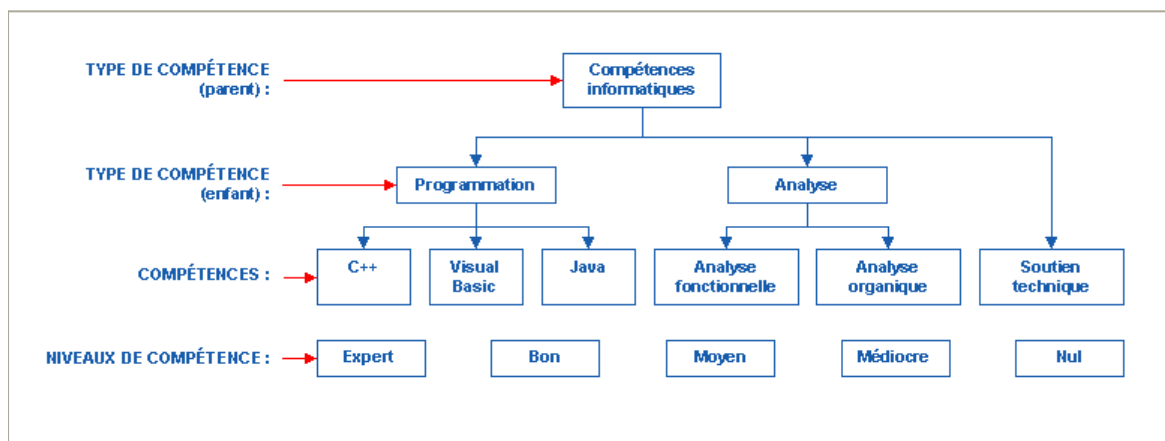 TYPE DE COMPÉTENCE
(parent) :
Compétences
informatiques
TYPE DE COMPÉTENCE
(enfant) :
Programmation
Analyse
COMPÉTENCES :
C++
Visual
Basic
Java
Analyse
fonctionnelle
Analyse
organique
Soutien
technique
NIVEAUX DE COMPÉTENCE :
Expert
Bon
Moyen
Médiocre
Nul